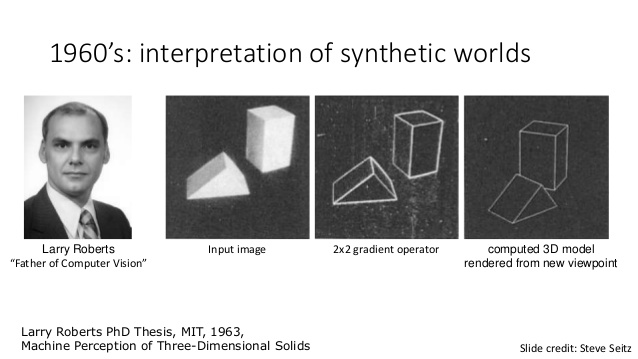 1960’s: interpretation of synthetic worlds
Larry Roberts
“Father of Computer Vision”
Input image
2x2 gradient operator
computed 3D model
rendered from new viewpoint
Larry Roberts PhD Thesis, MIT, 1963,
Machine Perception of Three-Dimensional Solids
Slide credit: Steve Seitz